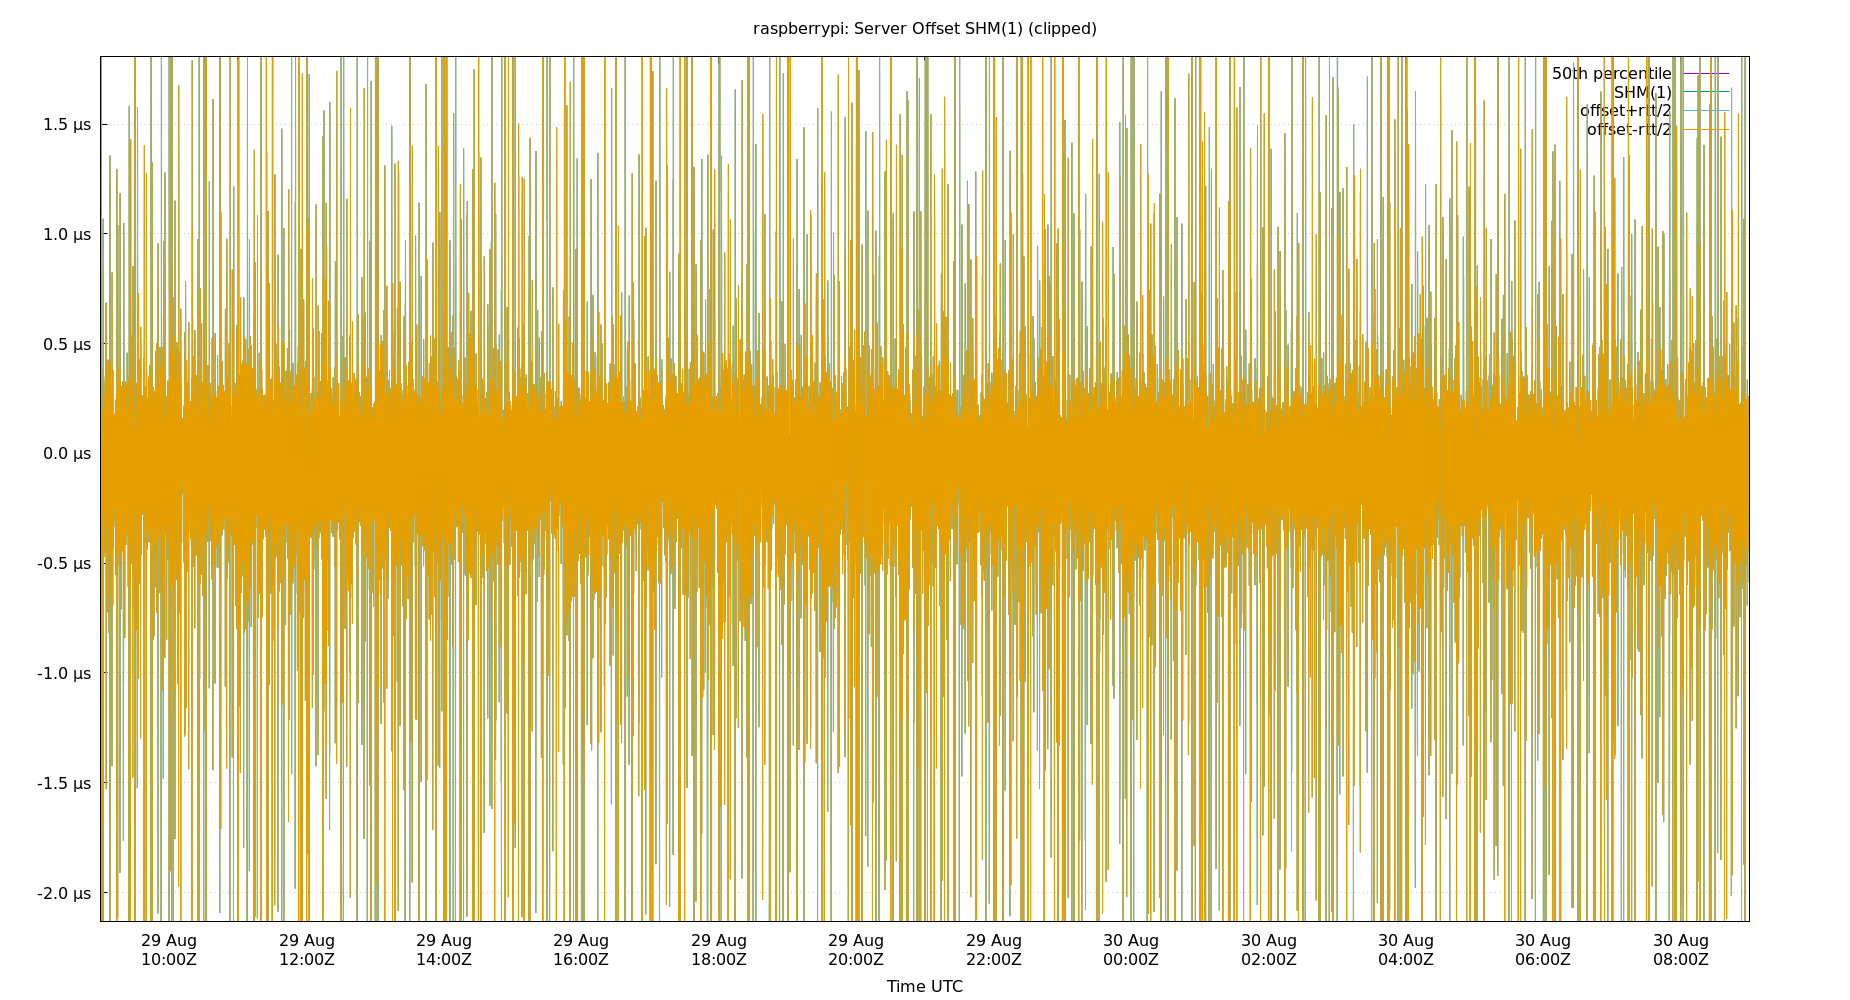 raspberrypi: Server Offset SHM(1) (clipped)
50th percentile
SHM(1)
offset+rtt/2
offset-rtt/2
1.5 µs
1.0 µs
0.5 µs
0.0 µs
-0.5 µs
-1.0 µs
-1.5 µs
-2.0 µs
29 Aug 29 Aug 29 Aug 29 Aug 29 Aug 29 Aug 29 Aug 30 Aug 30 Aug 30 Aug 30 Aug 30 Aug
10:00Z 12:00Z 14:00Z 16:00Z 18:00Z 20:00Z 22:00Z 00:00Z 02:00Z 04:00Z 06:00Z 08:00Z
Time UTC